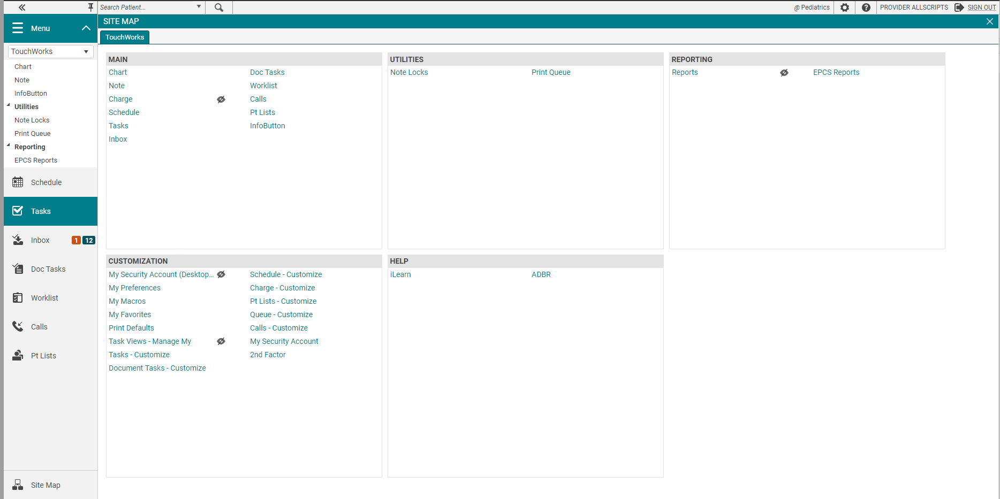 Search Patient...
@ Pediatrics
PROVIDER ALLSCRIPTS
SIGN OUT
Menu
SITE MAP
TouchWorks
TouchWorks
Chart
Note
InfoButton
Utilities
Note Locks
Print Queue
Reporting
EPCS Reports
Schedule
Tasks
Inbox 1 12
Doc Tasks
Worklist
Calls
Pt Lists
Site Map
MAIN
Chart
Note
Charge
Schedule
Tasks
Inbox
Doc Tasks
Worklist
Calls
Pt Lists
InfoButton
UTILITIES
Note Locks
Print Queue
REPORTING
Reports
EPCS Reports
CUSTOMIZATION
My Security Account (Desktop...
My Preferences
My Macros
My Favorites
Print Defaults
Task Views - Manage My
Tasks - Customize
Document Tasks - Customize
Schedule - Customize
Charge - Customize
Pt Lists - Customize
Queue - Customize
Calls - Customize
My Security Account
2nd Factor
HELP
iLearn
ADBR